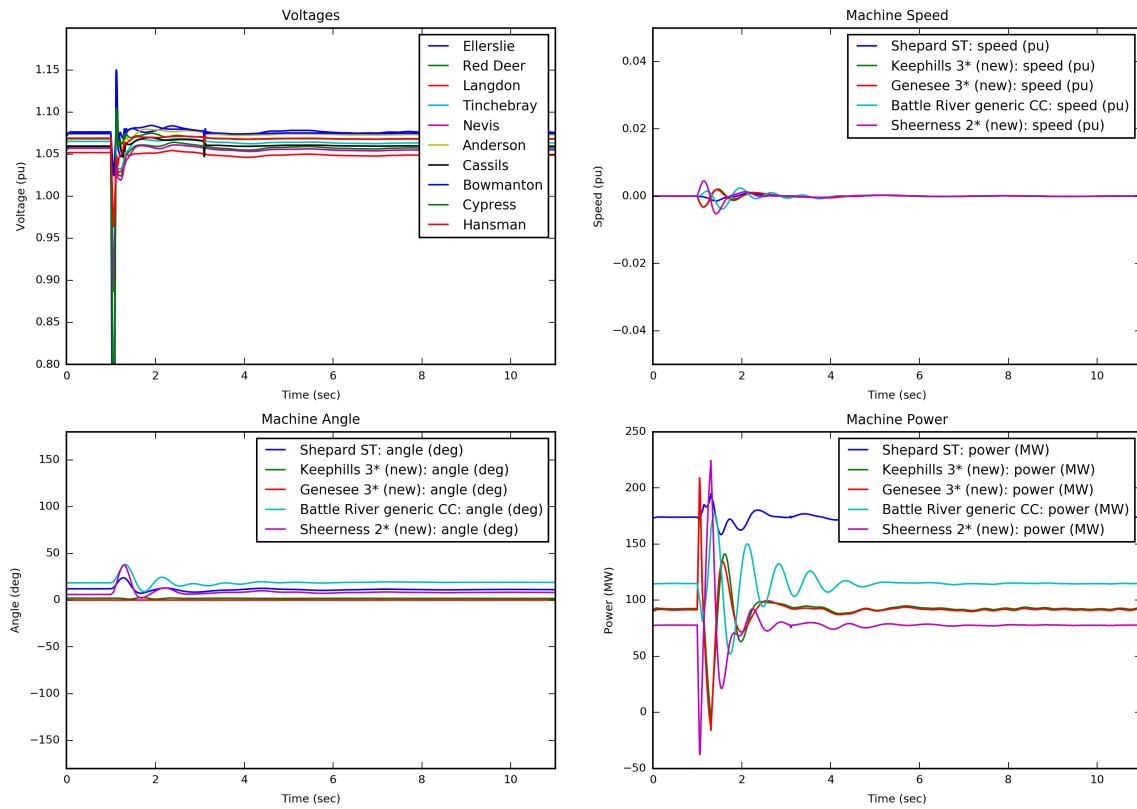 Voltages
Voltage (pu)
1.15
1.10
1.05
1.00
0.95
0.90
0.85
0.80
0 2 4 6 8 10
Time (sec)
Ellerslie
Red Deer
Langdon
Tinchebray
Nevis
Anderson
Cassils
Bowmanton
Cypress
Hansman
Machine Speed
Speed (pu)
0.04
0.02
0.00
−0.02
−0.04
0 2 4 6 8 10
Time (sec)
Shepard ST: speed (pu)
Keephills 3* (new): speed (pu)
Genesee 3* (new): speed (pu)
Battle River generic CC: speed (pu)
Sheerness 2* (new): speed (pu)
Machine Angle
Angle (deg)
150
100
50
0
−50
−100
−150
0 2 4 6 8 10
Time (sec)
Shepard ST: angle (deg)
Keephills 3* (new): angle (deg)
Genesee 3* (new): angle (deg)
Battle River generic CC: angle (deg)
Sheerness 2* (new): angle (deg)
Machine Power
Power (MW)
250
200
150
100
50
0
−50
0 2 4 6 8 10
Time (sec)
Shepard ST: power (MW)
Keephills 3* (new): power (MW)
Genesee 3* (new): power (MW)
Battle River generic CC: power (MW)
Sheerness 2* (new): power (MW)